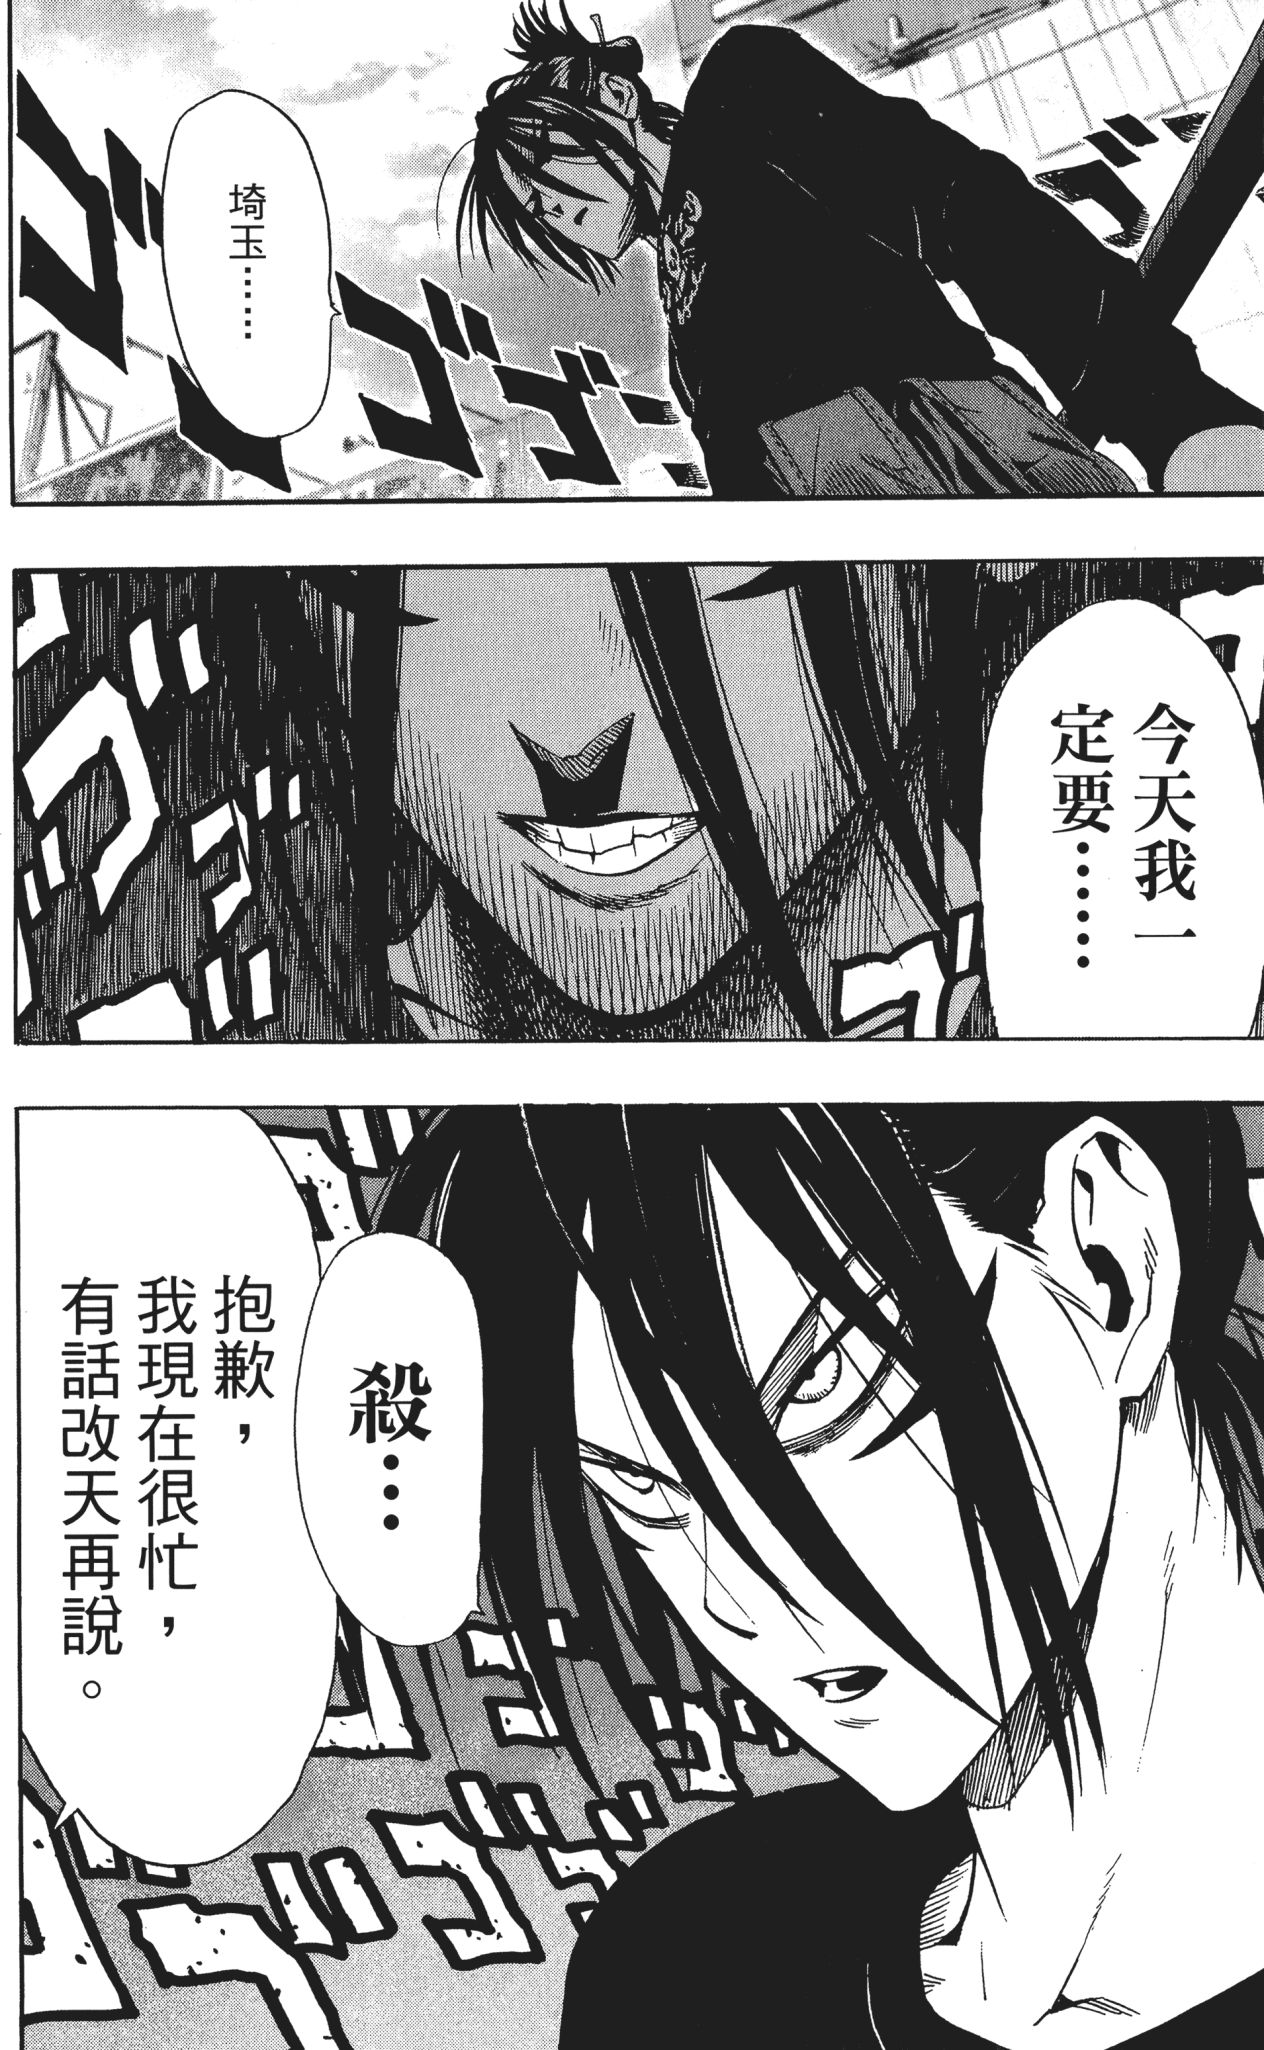 埼玉……
今天我一
定要………
殺…
抱歉，
我現在很忙，
有話改天再說。